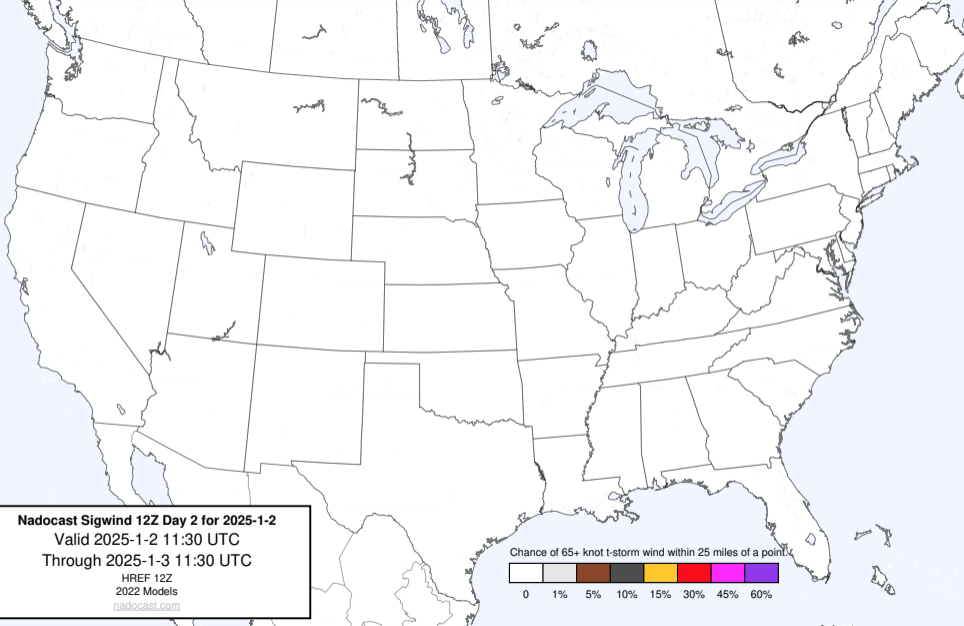 Nadocast Sigwind 12Z Day 2 for 2025-1-2
Valid 2025-1-2 11:30 UTC
Through 2025-1-3 11:30 UTC
HREF 12Z
2022 Models
nadocast.com
Chance of 65+ knot t-storm wind within 25 miles of a point.
0 1% 5% 10% 15% 30% 45% 60%